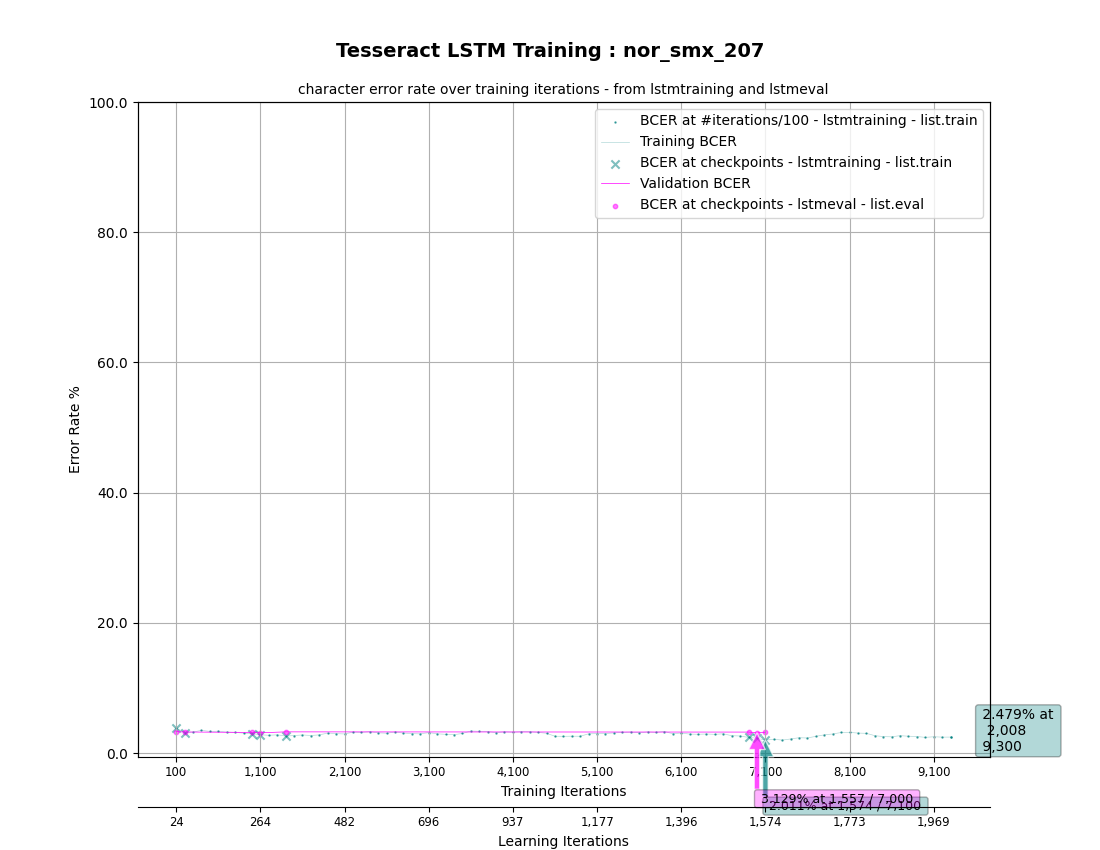 Tesseract LSTM Training : nor_smx_207
character error rate over training iterations - from lstmtraining and lstmeval
100.0
BCER at #iterations/100 - lstmtraining - list.train
Training BCER
BCER at checkpoints - lstmtraining - list.train
Validation BCER
BCER at checkpoints - lstmeval - list.eval
80.0
60.0
Error Rate %
40.0
20.0
2.479% at
2,008
9,300
0.0
100 1,100 2,100 3,100 4,100 5,100 6,100 7,100 8,100 9,100
Training Iterations
3.129% at 1,557 / 7,000
2.011% at 1,574 / 7,100
24 264 482 696 937 1,177 1,396 1,574 1,773 1,969
Learning Iterations